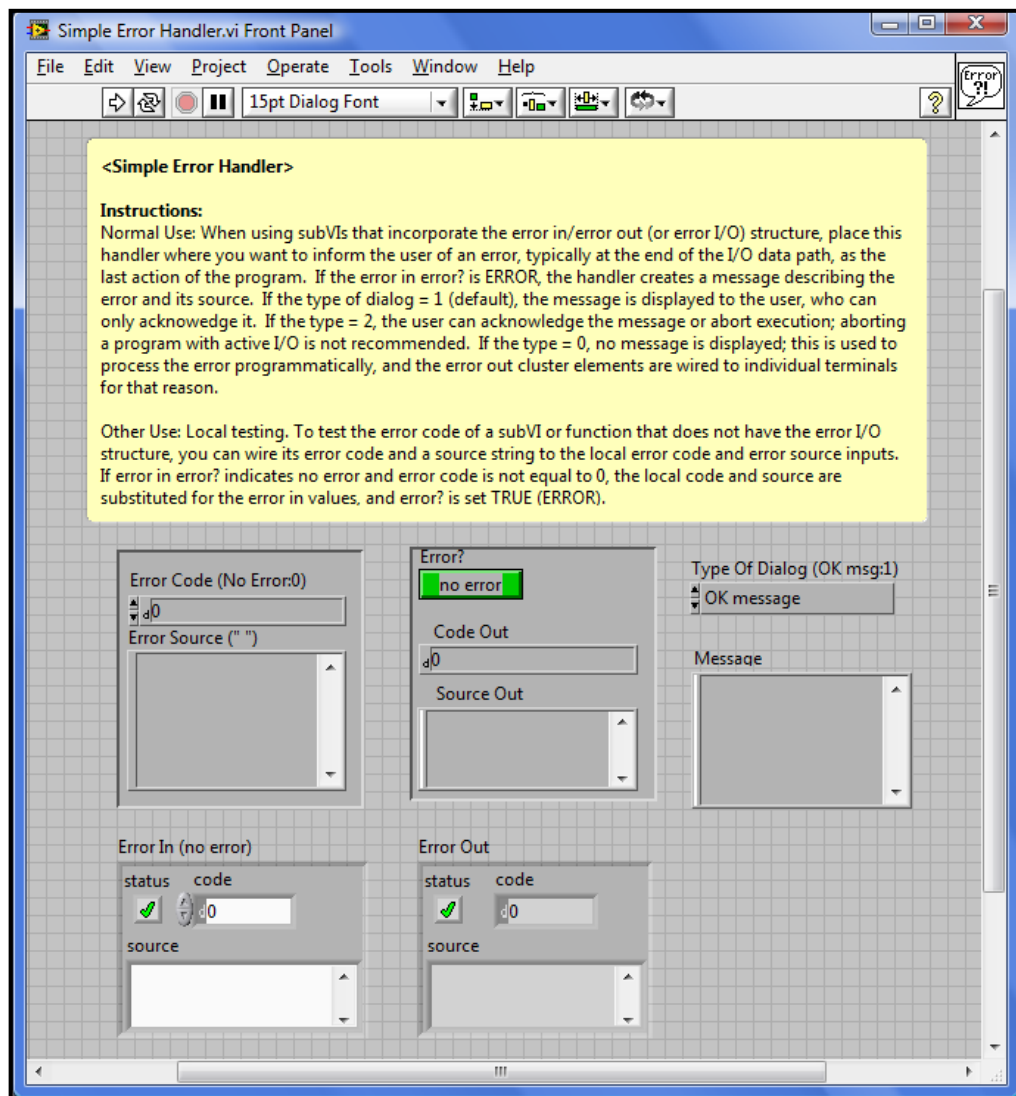 Simple Error Handler.vi Front Panel
File Edit View Project Operate Tools Window Help
15pt Dialog Font
Error
?!
?
<Simple Error Handler>
Instructions:
Normal Use: When using subVIs that incorporate the error in/error out (or error I/O) structure, place this
handler where you want to inform the user of an error, typically at the end of the I/O data path, as the
last action of the program. If the error in error? is ERROR, the handler creates a message describing the
error and its source. If the type of dialog = 1 (default), the message is displayed to the user, who can
only acknowedge it. If the type = 2, the user can acknowledge the message or abort execution; aborting
a program with active I/O is not recommended. If the type = 0, no message is displayed; this is used to
process the error programmatically, and the error out cluster elements are wired to individual terminals
for that reason.
Other Use: Local testing. To test the error code of a subVI or function that does not have the error I/O
structure, you can wire its error code and a source string to the local error code and error source inputs.
If error in error? indicates no error and error code is not equal to 0, the local code and source are
substituted for the error in values, and error? is set TRUE (ERROR).
Error Code (No Error:0)
d0
Error Source (" ")
Error?
no error
Code Out
d0
Source Out
Type Of Dialog (OK msg:1)
OK message
Message
Error In (no error)
status code
d0
source
Error Out
status code
d0
source